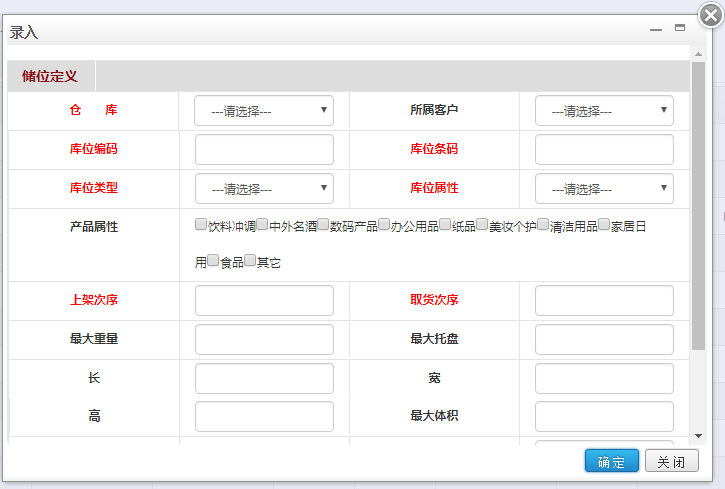 录入
储位定义
仓 库 ---请选择--- 所属客户 ---请选择---
库位编码 库位条码
库位类型 ---请选择--- 库位属性 ---请选择---
产品属性 饮料冲调 中外名酒 数码产品 办公用品 纸品 美妆个护 清洁用品 家居日
用 食品 其它
上架次序 取货次序
最大重量 最大托盘
长 宽
高 最大体积
确定 关闭